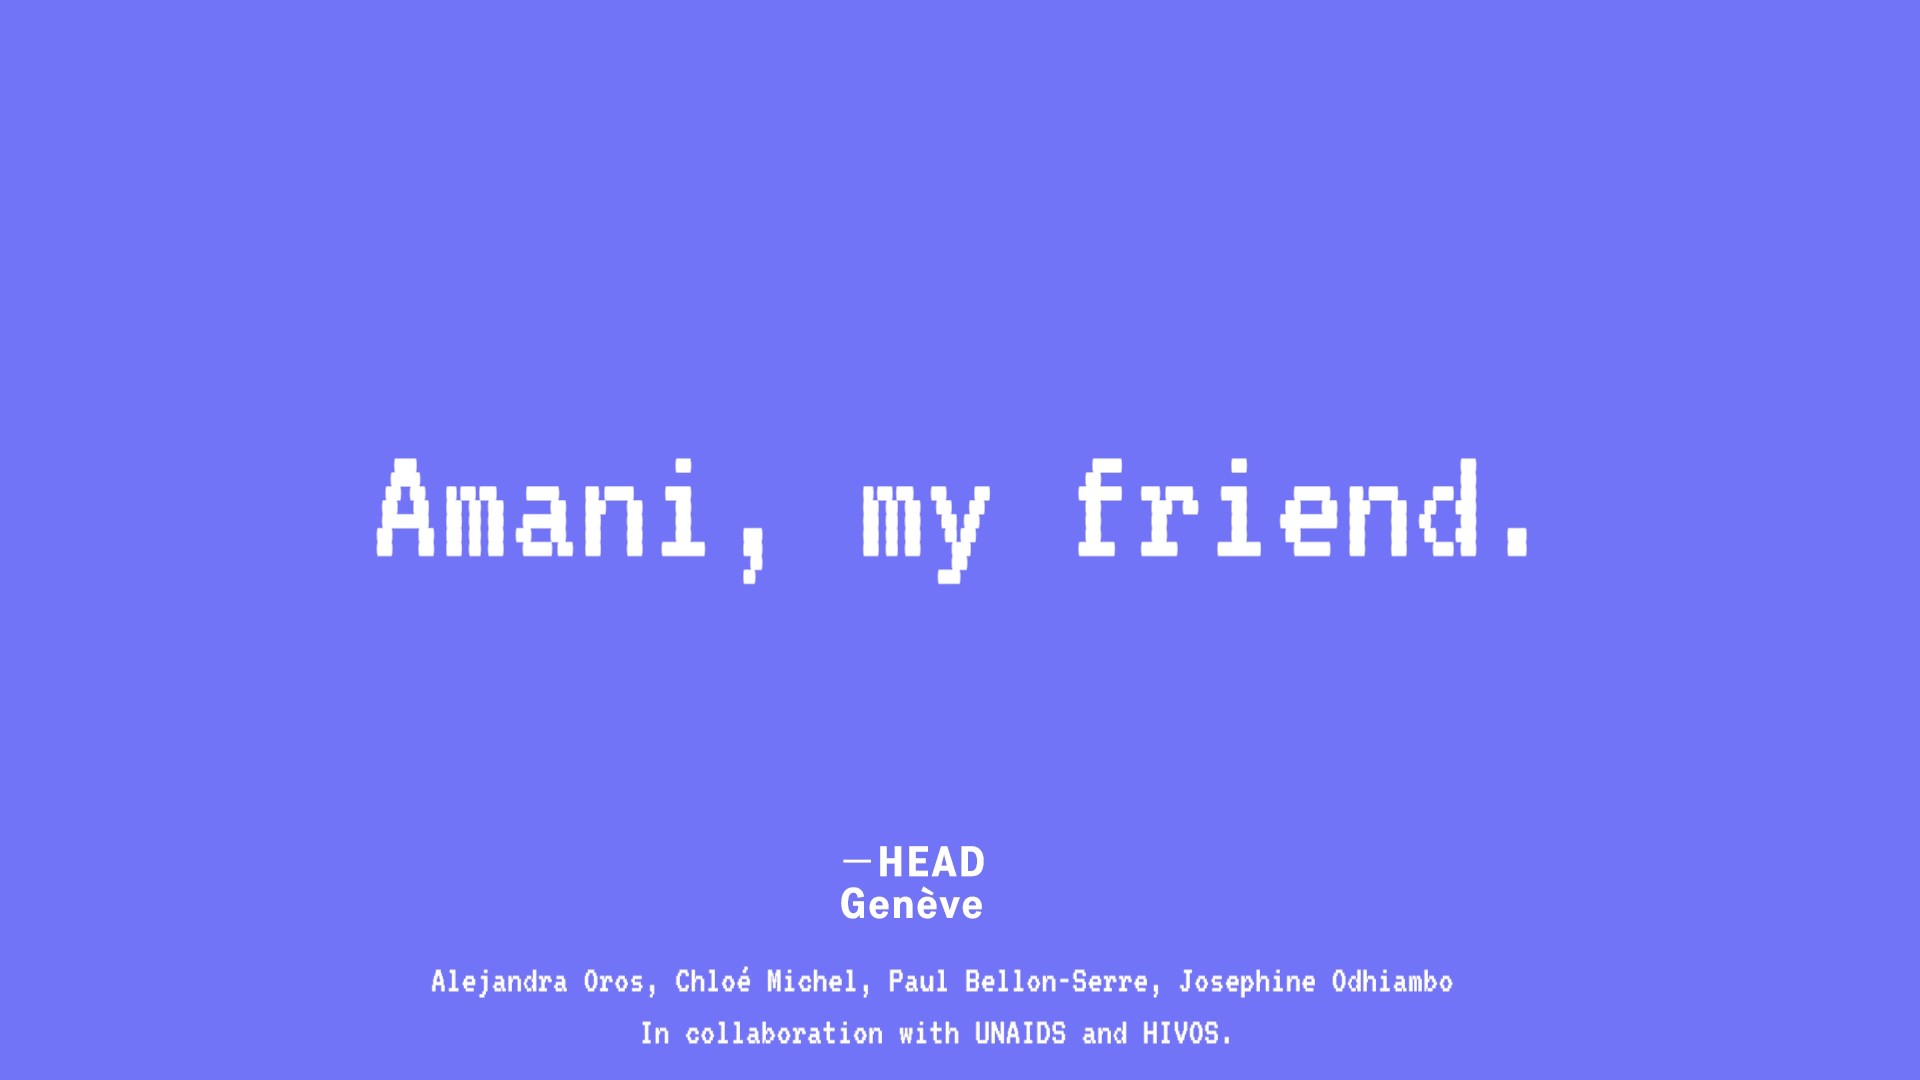 Amani, my friend.
—HEAD
Genève
Alejandra Oros, Chloé Michel, Paul Bellon-Serre, Josephine Odhiambo
In collaboration with UNAIDS and HIVOS.